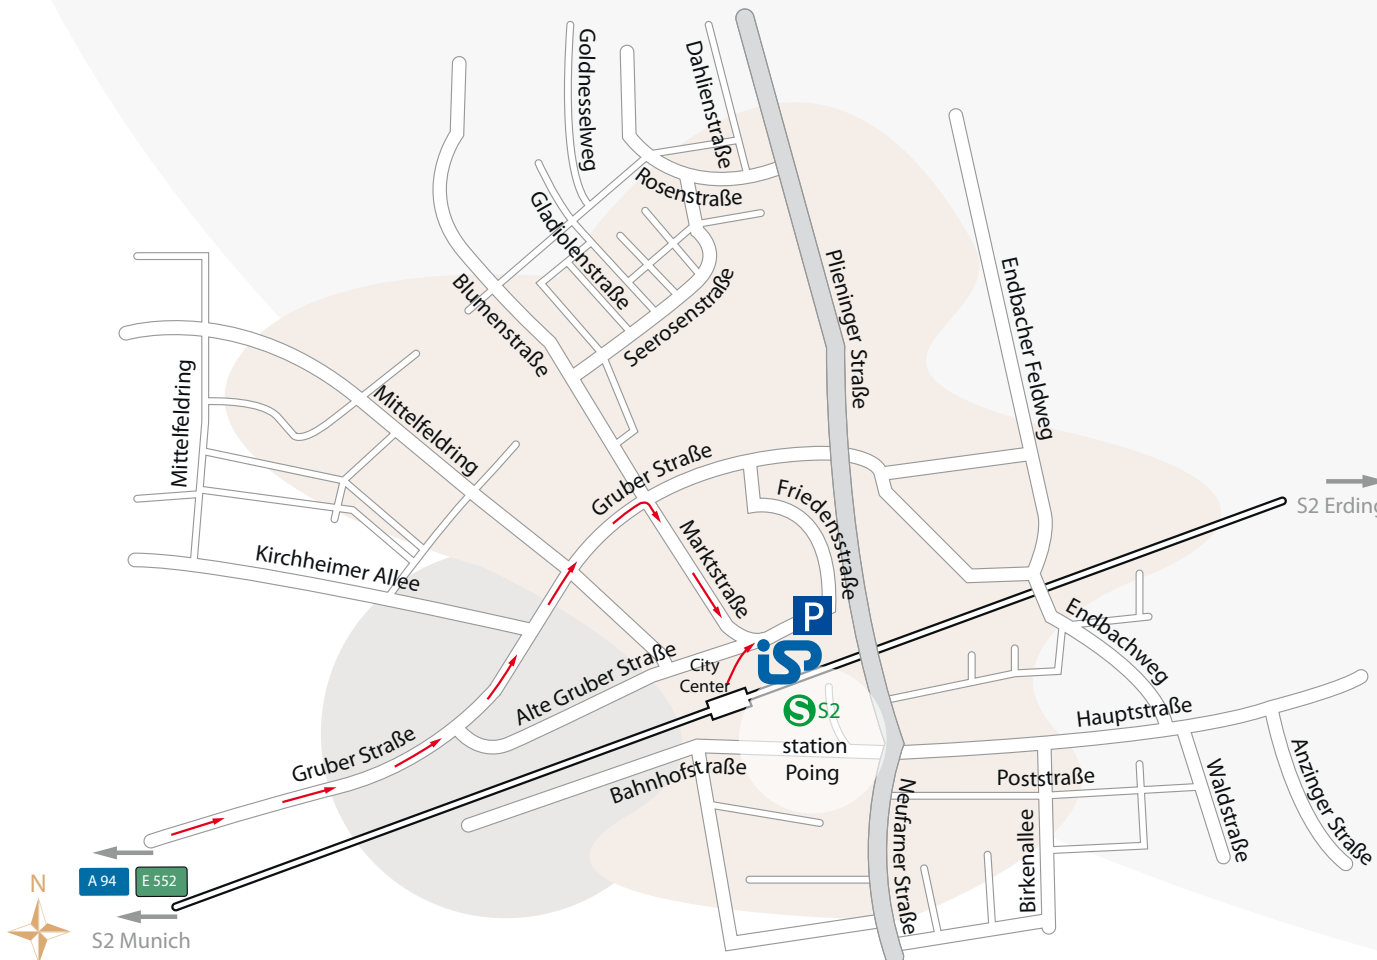 Goldnesselweg
Dahlienstraße
Rosenstraße
Gladiolenstraße
Blumenstraße
Seerosenstraße
Plieninger Straße
Endbacher Feldweg
Mittelfeldring
Mittelfeldring
Gruber Straße
Friedensstraße
S2 Erding
Marktstraße
Kirchheimer Allee
P
iSP
City
Center
Alte Gruber Straße
Endbachweg
S S2
station
Poing
Hauptstraße
Gruber Straße
Bahnhofstraße
Poststraße
Neufarner Straße
Waldstraße
Anzinger Straße
Birkenallee
A 94
E 552
N
S2 Munich